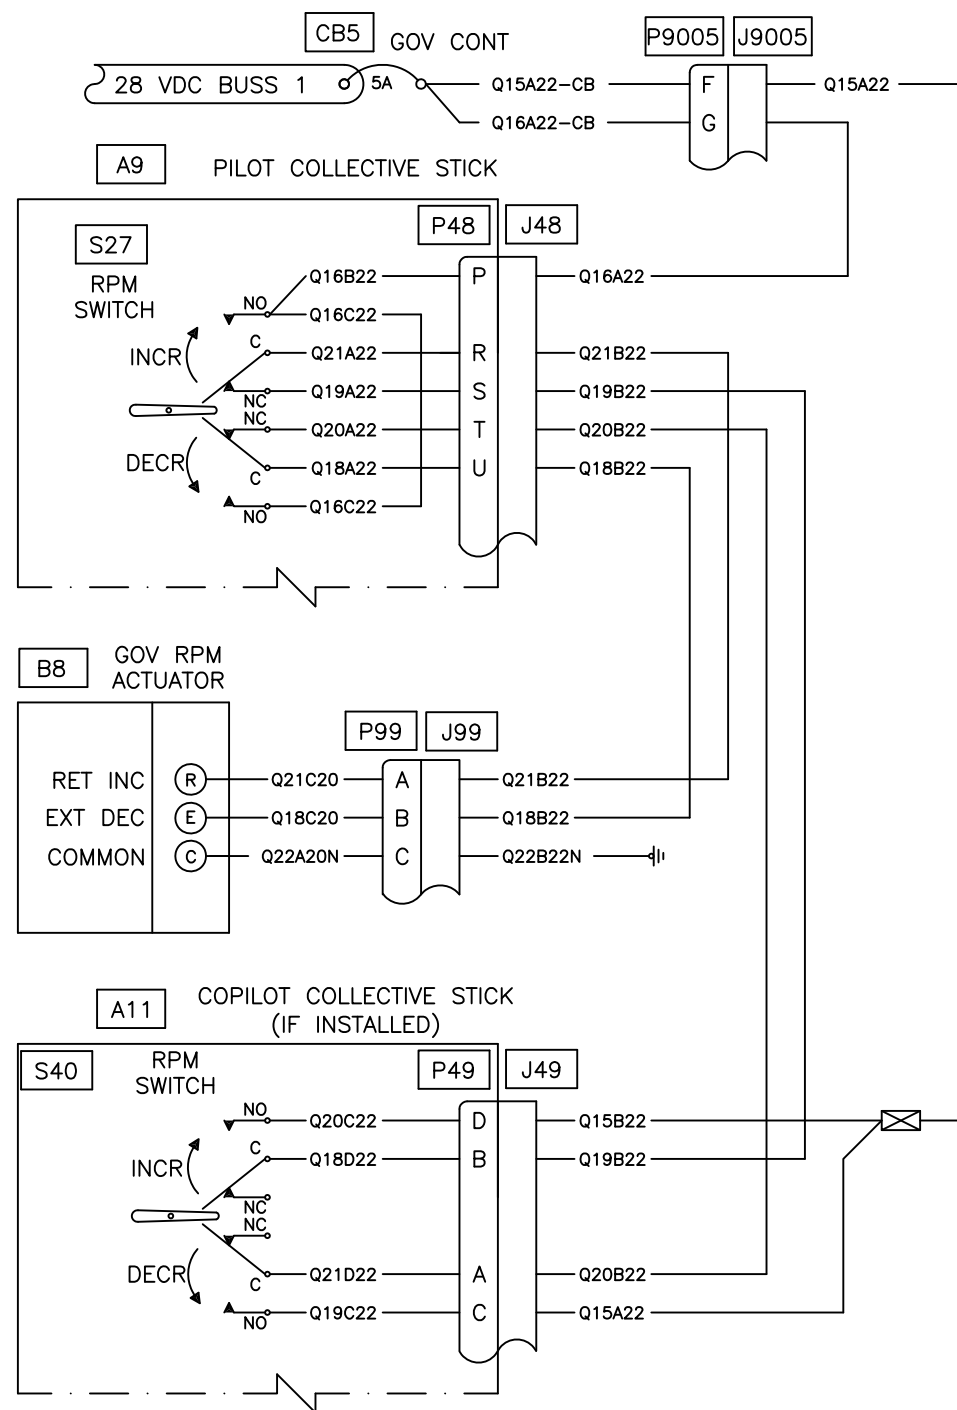 CB5
GOV CONT
P9005
J9005
28 VDC BUSS 1
5A
Q15A22-CB
F
Q15A22
Q16A22-CB
G
A9
PILOT COLLECTIVE STICK
P48
J48
S27
RPM
SWITCH
Q16B22
P
Q16A22
NO
Q16C22
INCR
C
Q21A22
R
Q21B22
Q19A22
S
Q19B22
NC
NC
Q20A22
T
Q20B22
DECR
Q18A22
U
Q18B22
C
Q16C22
NO
B8
GOV RPM
ACTUATOR
P99
J99
RET INC
R
Q21C20
A
Q21B22
EXT DEC
E
Q18C20
B
Q18B22
COMMON
C
Q22A20N
C
Q22B22N
A11
COPILOT COLLECTIVE STICK
(IF INSTALLED)
S40
RPM
SWITCH
P49
J49
NO
Q20C22
D
Q15B22
INCR
C
Q18D22
B
Q19B22
NC
NC
DECR
C
Q21D22
A
Q20B22
Q19C22
C
Q15A22
NO